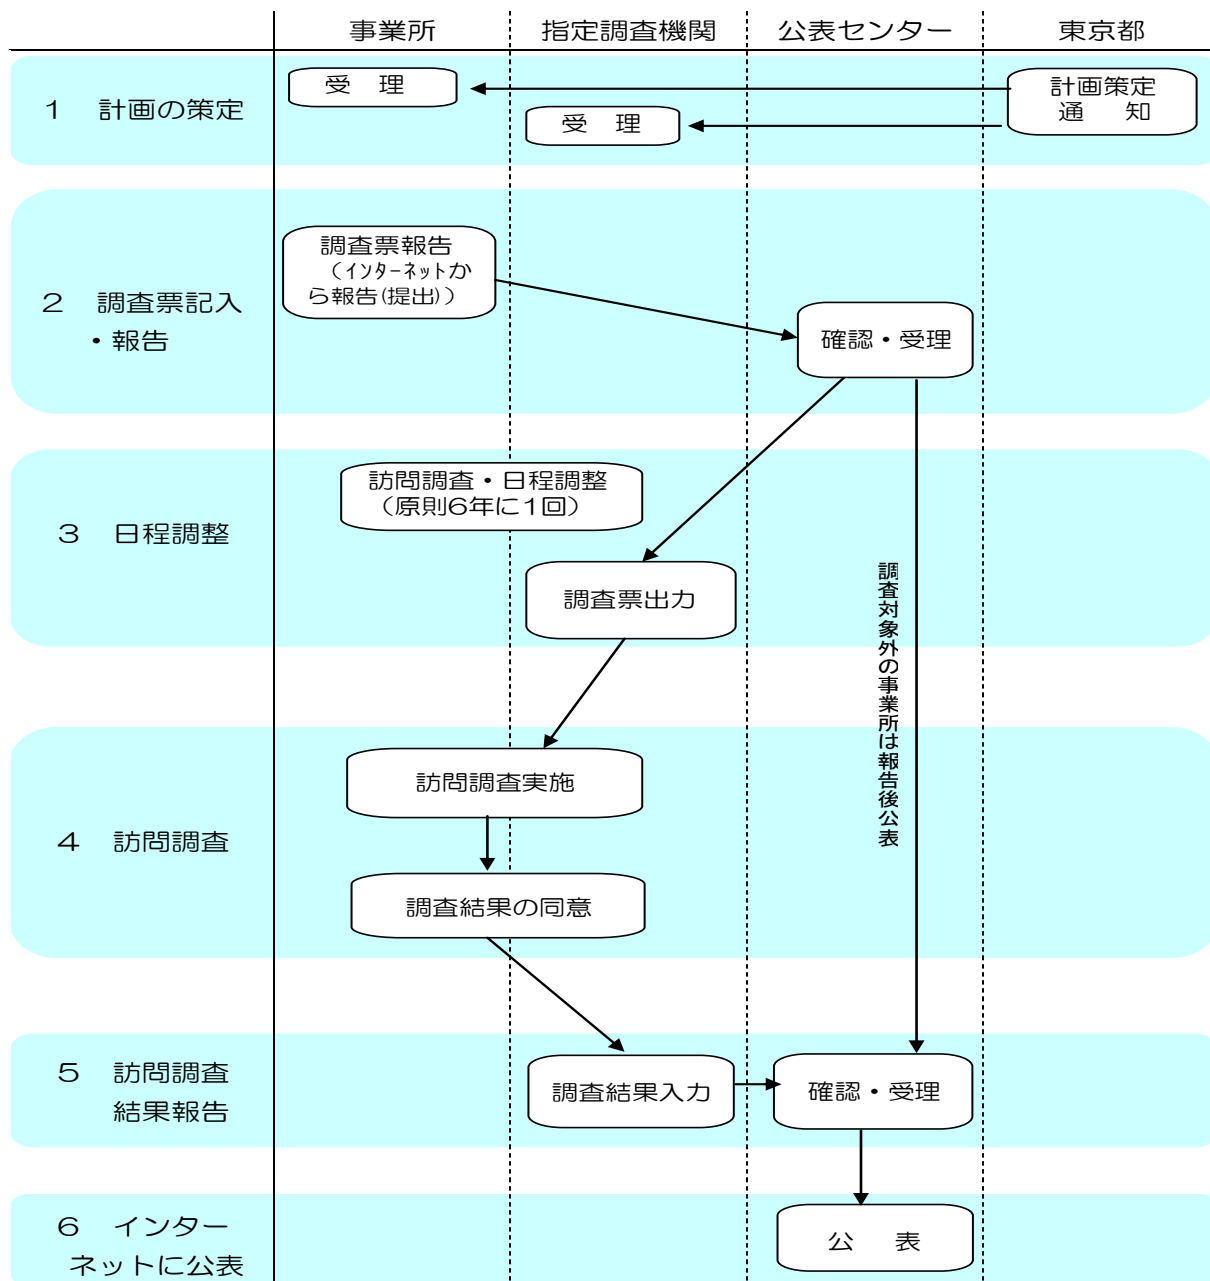 事業所　指定調査機関　公表センター　東京都
１　計画の策定
受　理
計画策定
通　知
受　理
２　調査票記入
・報告
調査票報告
（インターネットか
ら報告(提出)）
確認・受理
３　日程調整
訪問調査・日程調整
（原則６年に１回）
調査票出力
調査対象外の事業所は報告後公表
４　訪問調査
訪問調査実施
調査結果の同意
５　訪問調査
結果報告
調査結果入力
確認・受理
６　インター
ネットに公表
公　表